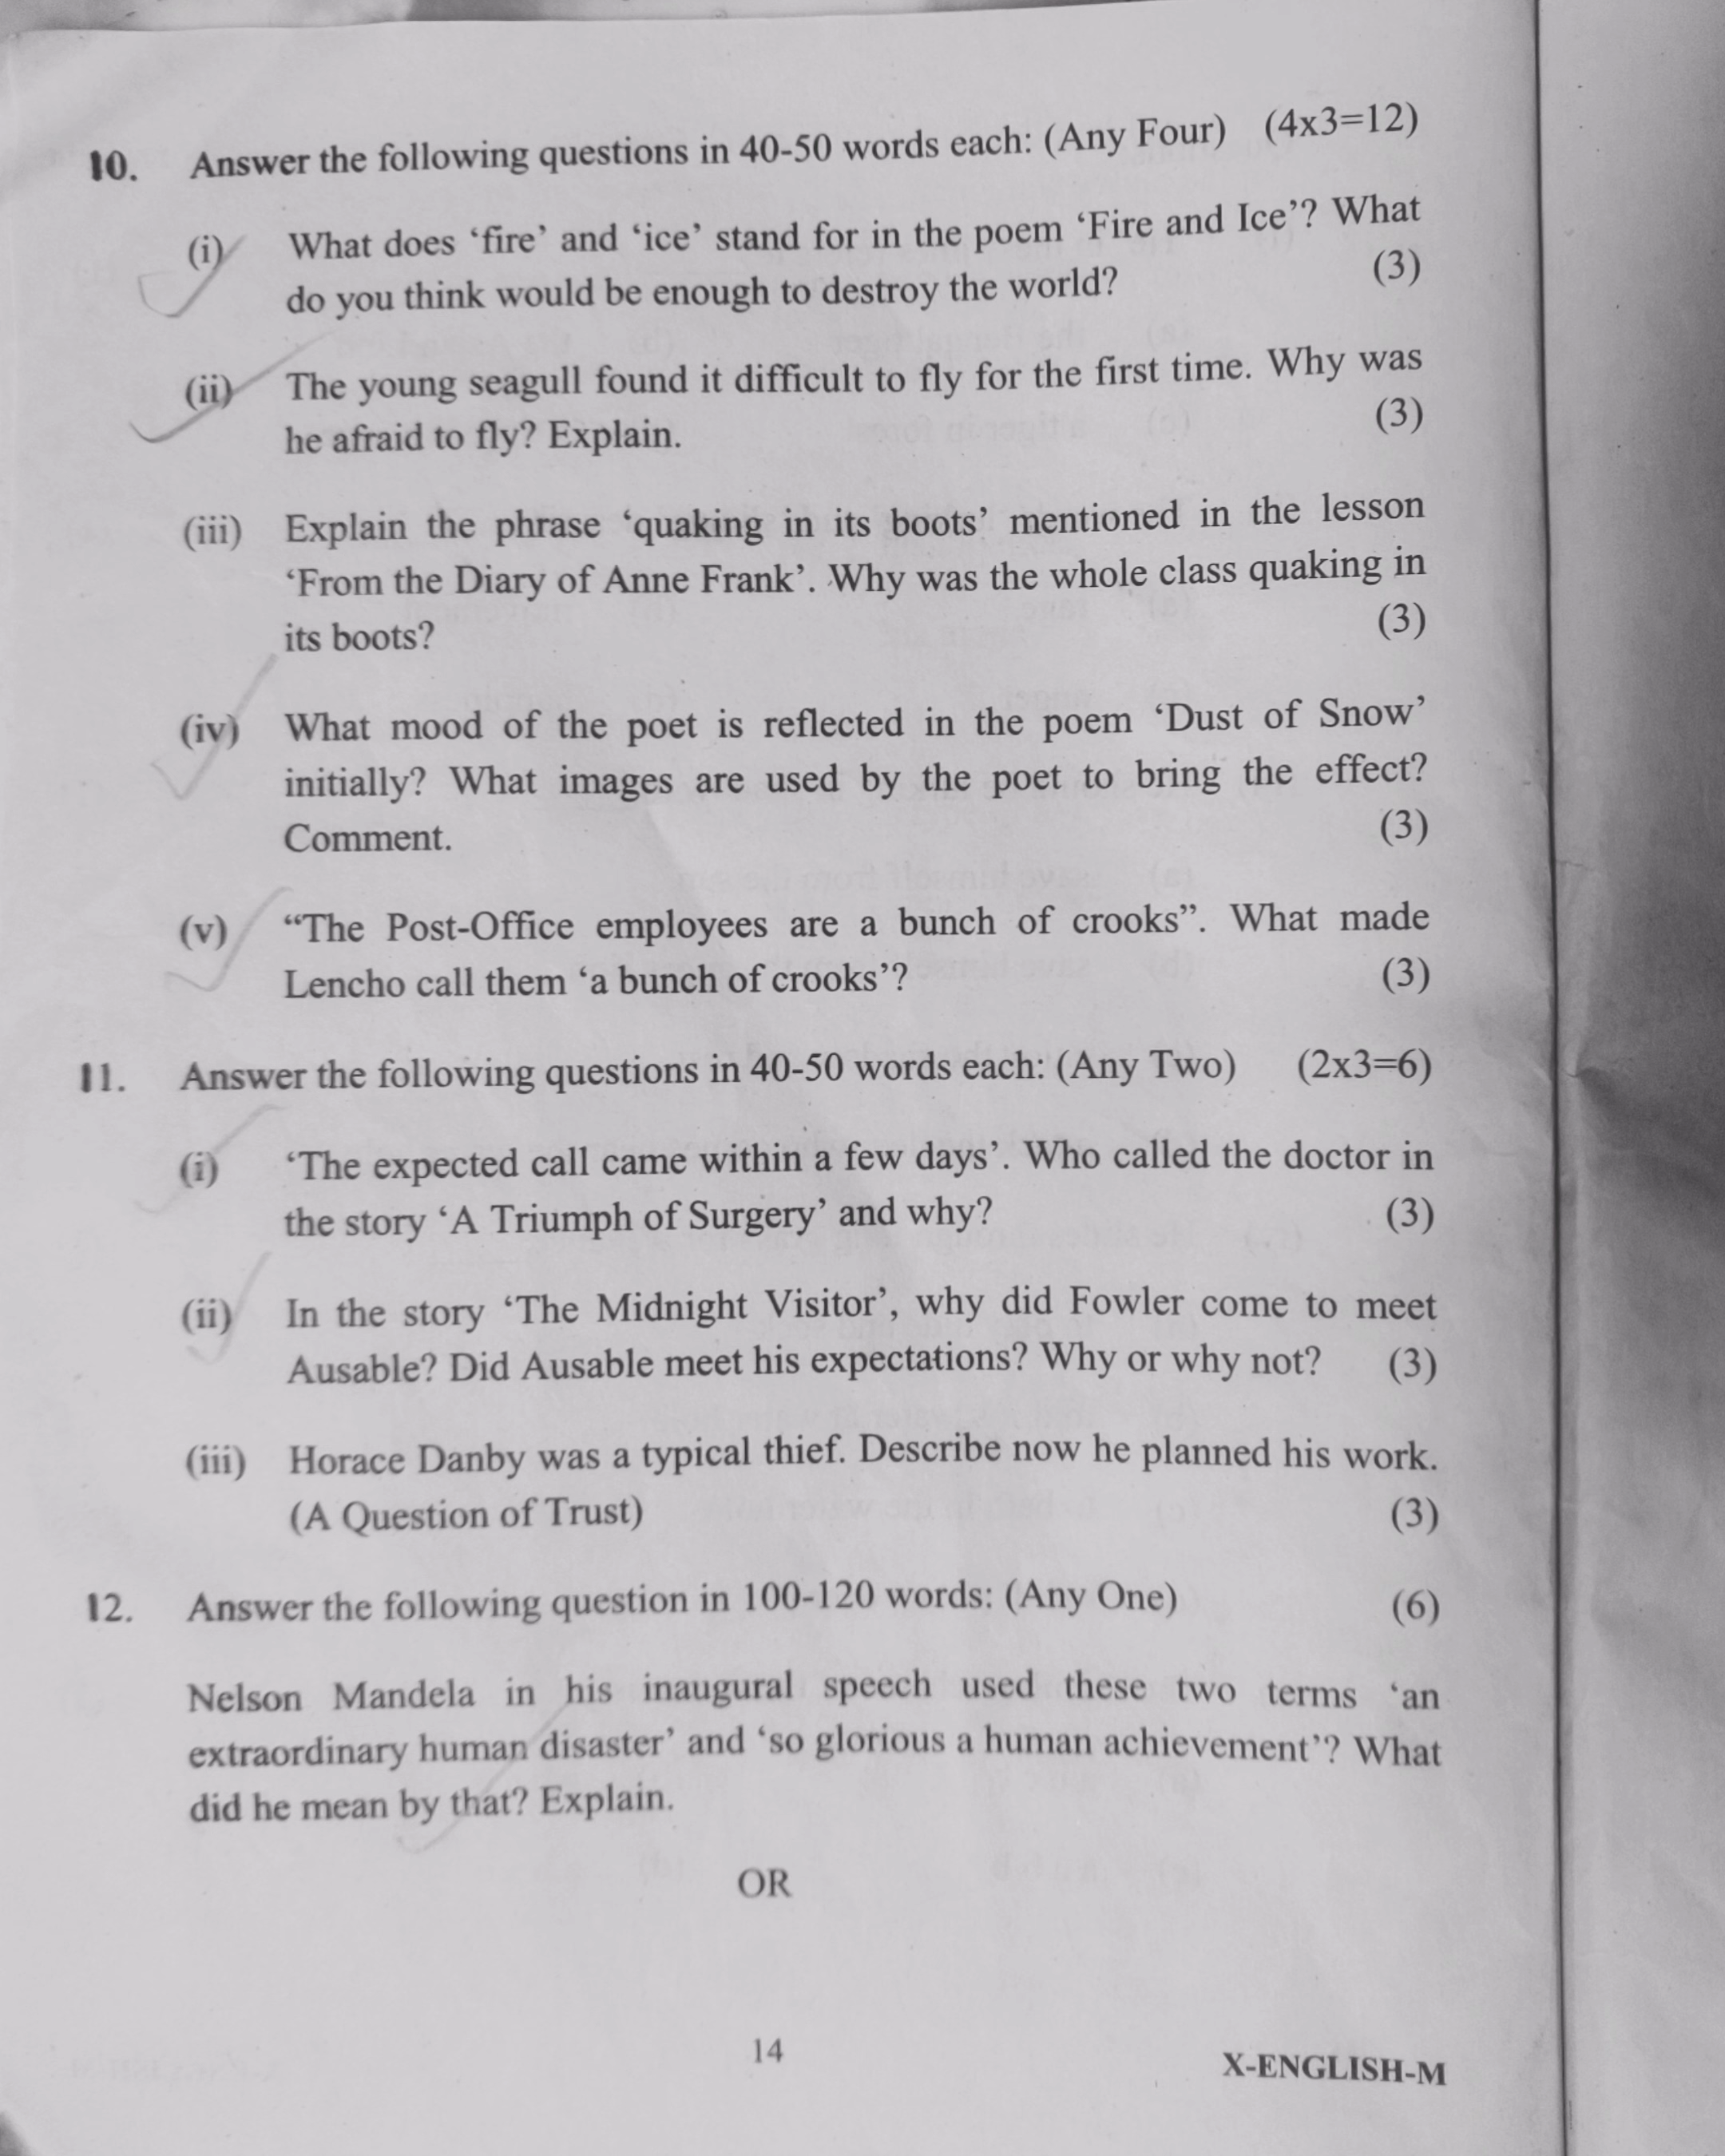 10. Answer the following questions in 40-50 words each: (Any Four) (4x3=12)
(i) What does ‘fire’ and ‘ice’ stand for in the poem ‘Fire and Ice’? What
do you think would be enough to destroy the world? (3)
(ii) The young seagull found it difficult to fly for the first time. Why was
he afraid to fly? Explain. (3)
(iii) Explain the phrase ‘quaking in its boots’ mentioned in the lesson
‘From the Diary of Anne Frank’. Why was the whole class quaking in
its boots? (3)
(iv) What mood of the poet is reflected in the poem ‘Dust of Snow’
initially? What images are used by the poet to bring the effect?
Comment. (3)
(v) “The Post-Office employees are a bunch of crooks”. What made
Lencho call them ‘a bunch of crooks’? (3)
11. Answer the following questions in 40-50 words each: (Any Two) (2x3=6)
(i) ‘The expected call came within a few days’. Who called the doctor in
the story ‘A Triumph of Surgery’ and why? (3)
(ii) In the story ‘The Midnight Visitor’, why did Fowler come to meet
Ausable? Did Ausable meet his expectations? Why or why not? (3)
(iii) Horace Danby was a typical thief. Describe now he planned his work.
(A Question of Trust) (3)
12. Answer the following question in 100-120 words: (Any One) (6)
Nelson Mandela in his inaugural speech used these two terms ‘an
extraordinary human disaster’ and ‘so glorious a human achievement’? What
did he mean by that? Explain.
OR
14
X-ENGLISH-M